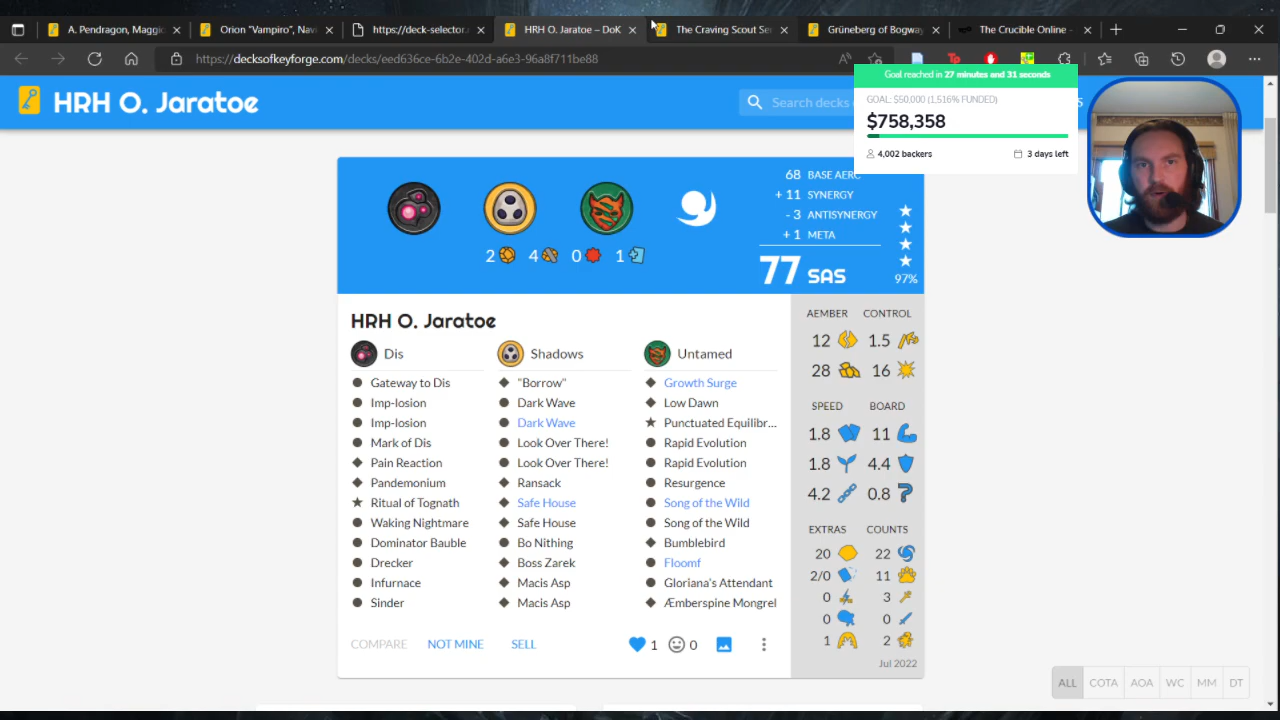 A. Pendragon, Maggi
Orion "Vampiro", Nav
https://deck-selector.
HRH O. Jaratoe – DoK
The Craving Scout Se
Grüneberg of Bogway
The Crucible Online -
https://decksofkeyforge.com/decks/eed636ce-6b2e-402d-a6e3-96a8f711be88
HRH O. Jaratoe
Search decks
Goal reached in 27 minutes and 31 seconds
GOAL: $50,000 (1,516% FUNDED)
$758,358
4,002 backers
3 days left
68 BASE AERC
+ 11 SYNERGY
- 3 ANTISYNERGY
+ 1 META
77 SAS
97%
2 4 0 1
HRH O. Jaratoe
Dis
Gateway to Dis
Imp-losion
Imp-losion
Mark of Dis
Pain Reaction
Pandemonium
Ritual of Tognath
Waking Nightmare
Dominator Bauble
Drecker
Infurnace
Sinder
Shadows
"Borrow"
Dark Wave
Dark Wave
Look Over There!
Look Over There!
Ransack
Safe House
Safe House
Bo Nithing
Boss Zarek
Macis Asp
Macis Asp
Untamed
Growth Surge
Low Dawn
Punctuated Equilibr...
Rapid Evolution
Rapid Evolution
Resurgence
Song of the Wild
Song of the Wild
Bumblebird
Floomf
Gloriana's Attendant
Æmberspine Mongrel
COMPARE
NOT MINE
SELL
1
0
AEMBER CONTROL
12 1.5
28 16
SPEED BOARD
1.8 11
1.8 4.4
4.2 0.8
EXTRAS COUNTS
20 22
2/0 11
0 3
0 0
1 2
Jul 2022
ALL COTA AOA WC MM DT